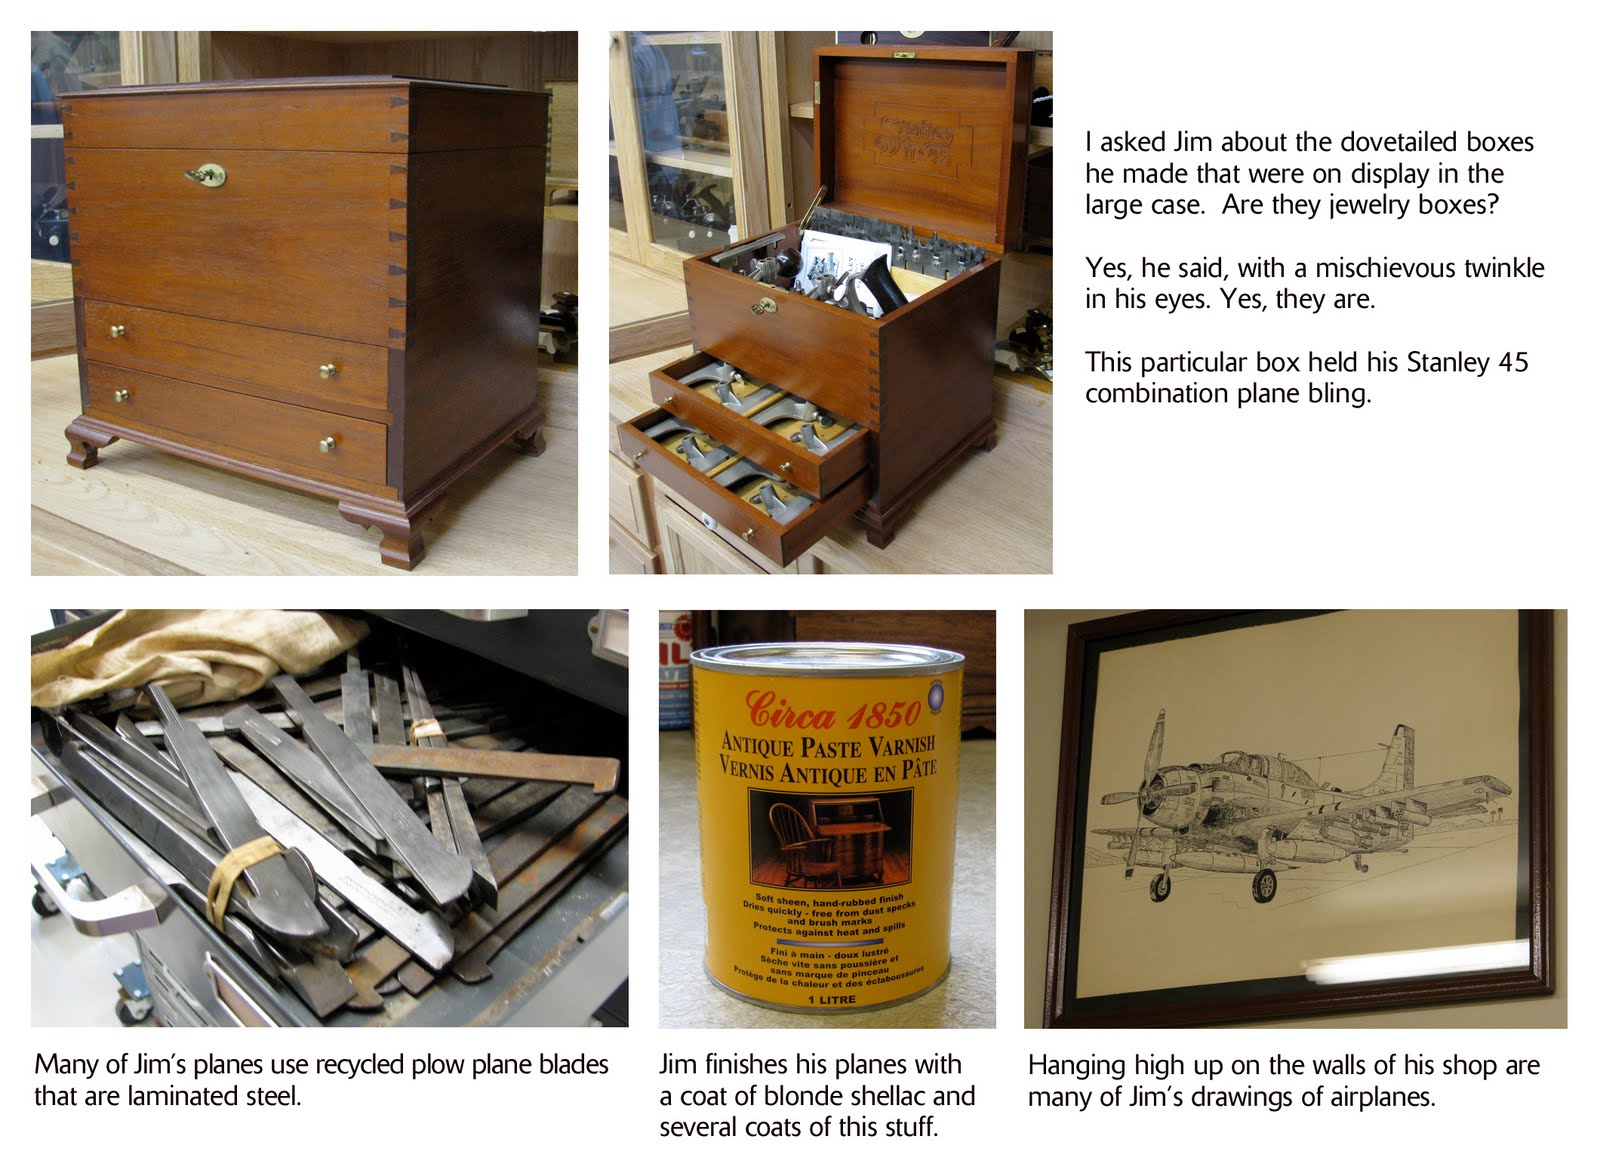 I asked Jim about the dovetailed boxes
he made that were on display in the
large case.  Are they jewelry boxes?
Yes, he said, with a mischievous twinkle
in his eyes. Yes, they are.
This particular box held his Stanley 45
combination plane bling.
Circa 1850
ANTIQUE PASTE VARNISH
VERNIS ANTIQUE EN PÂTE
Soft sheen, hand-rubbed finish
Dries quickly - free from dust specks
and brush marks
Protects against heat and spills
Fini à main - doux lustré
Sèche vite sans poussière et
sans marque de pinceau
Protège de la chaleur et des éclaboussures
1 LITRE
Many of Jim's planes use recycled plow plane blades
that are laminated steel.
Jim finishes his planes with
a coat of blonde shellac and
several coats of this stuff.
Hanging high up on the walls of his shop are
many of Jim's drawings of airplanes.